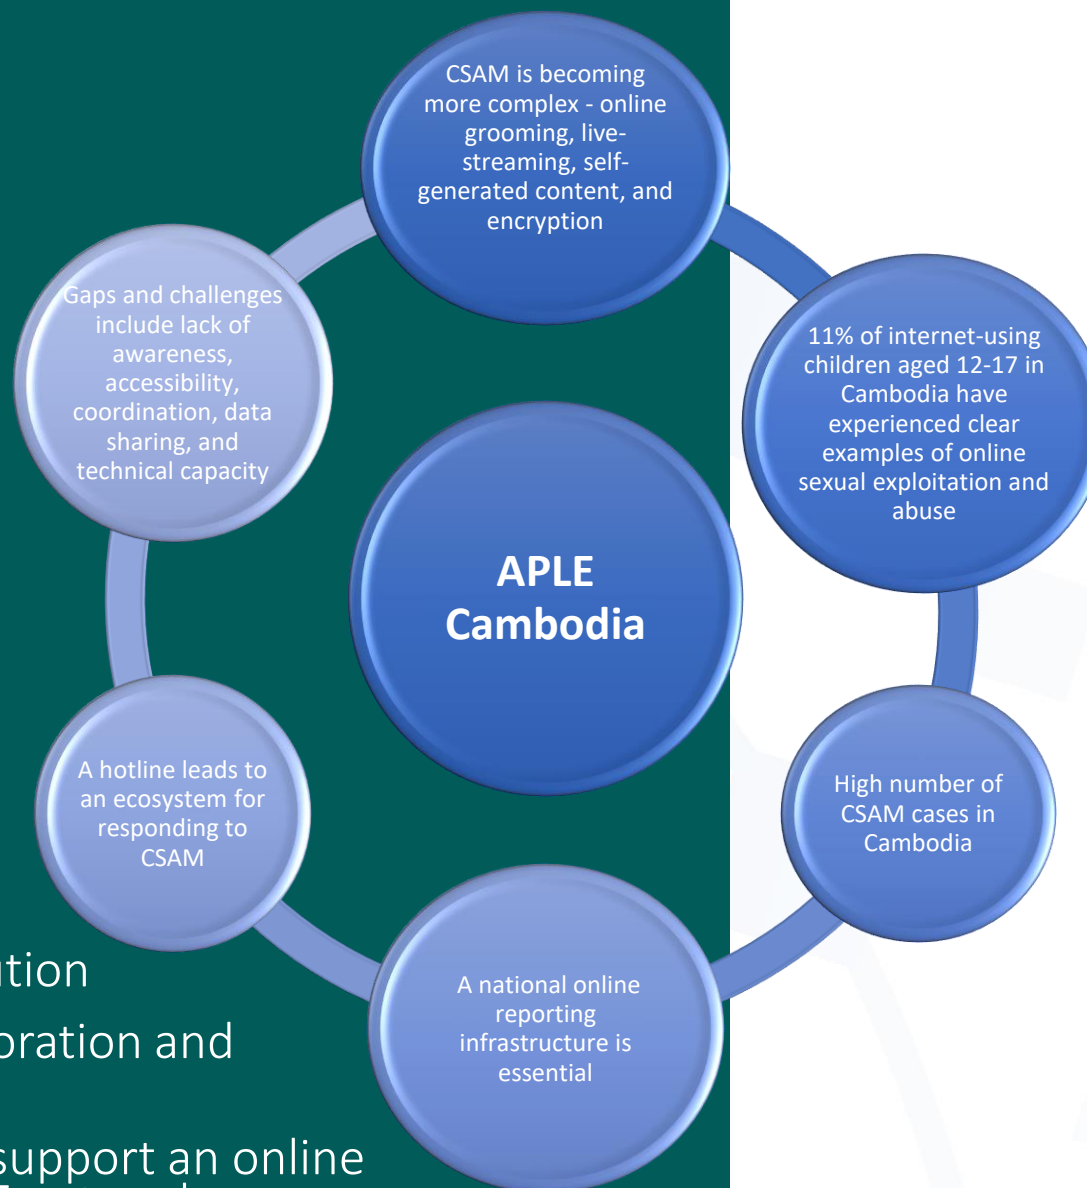 CSAM is becoming
more complex - online
grooming, live-
streaming, self-
generated content, and
encryption
11% of internet-using
children aged 12-17 in
Cambodia have
experienced clear
examples of online
sexual exploitation and
abuse
High number of
CSAM cases in
Cambodia
A national online
reporting
infrastructure is
essential
A hotline leads to
an ecosystem for
responding to
CSAM
Gaps and challenges
include lack of
awareness,
accessibility,
coordination, data
sharing, and
technical capacity
APLE
Cambodia
and
support an online